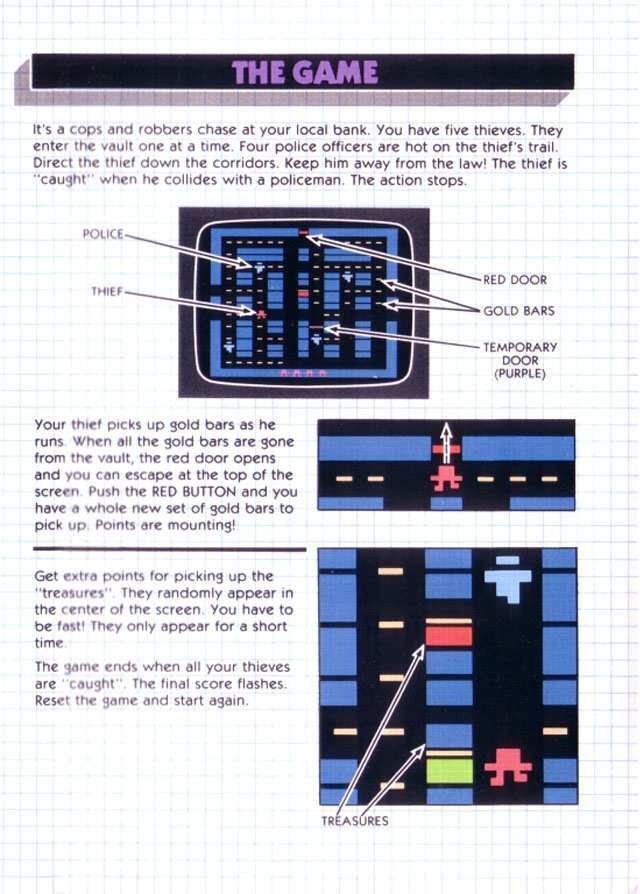 THE GAME
It's a cops and robbers chase at your local bank. You have five thieves. They
enter the vault one at a time. Four police officers are hot on the thief's trail.
Direct the thief down the corridors. Keep him away from the law! The thief is
"caught" when he collides with a policeman. The action stops.
POLICE
THIEF
RED DOOR
GOLD BARS
TEMPORARY
DOOR
(PURPLE)
Your thief picks up gold bars as he
runs. When all the gold bars are gone
from the vault, the red door opens
and you can escape at the top of the
screen. Push the RED BUTTON and you
have a whole new set of gold bars to
pick up. Points are mounting!
Get extra points for picking up the
"treasures". They randomly appear in
the center of the screen. You have to
be fast! They only appear for a short
time.
The game ends when all your thieves
are "caught". The final score flashes.
Reset the game and start again.
TREASURES